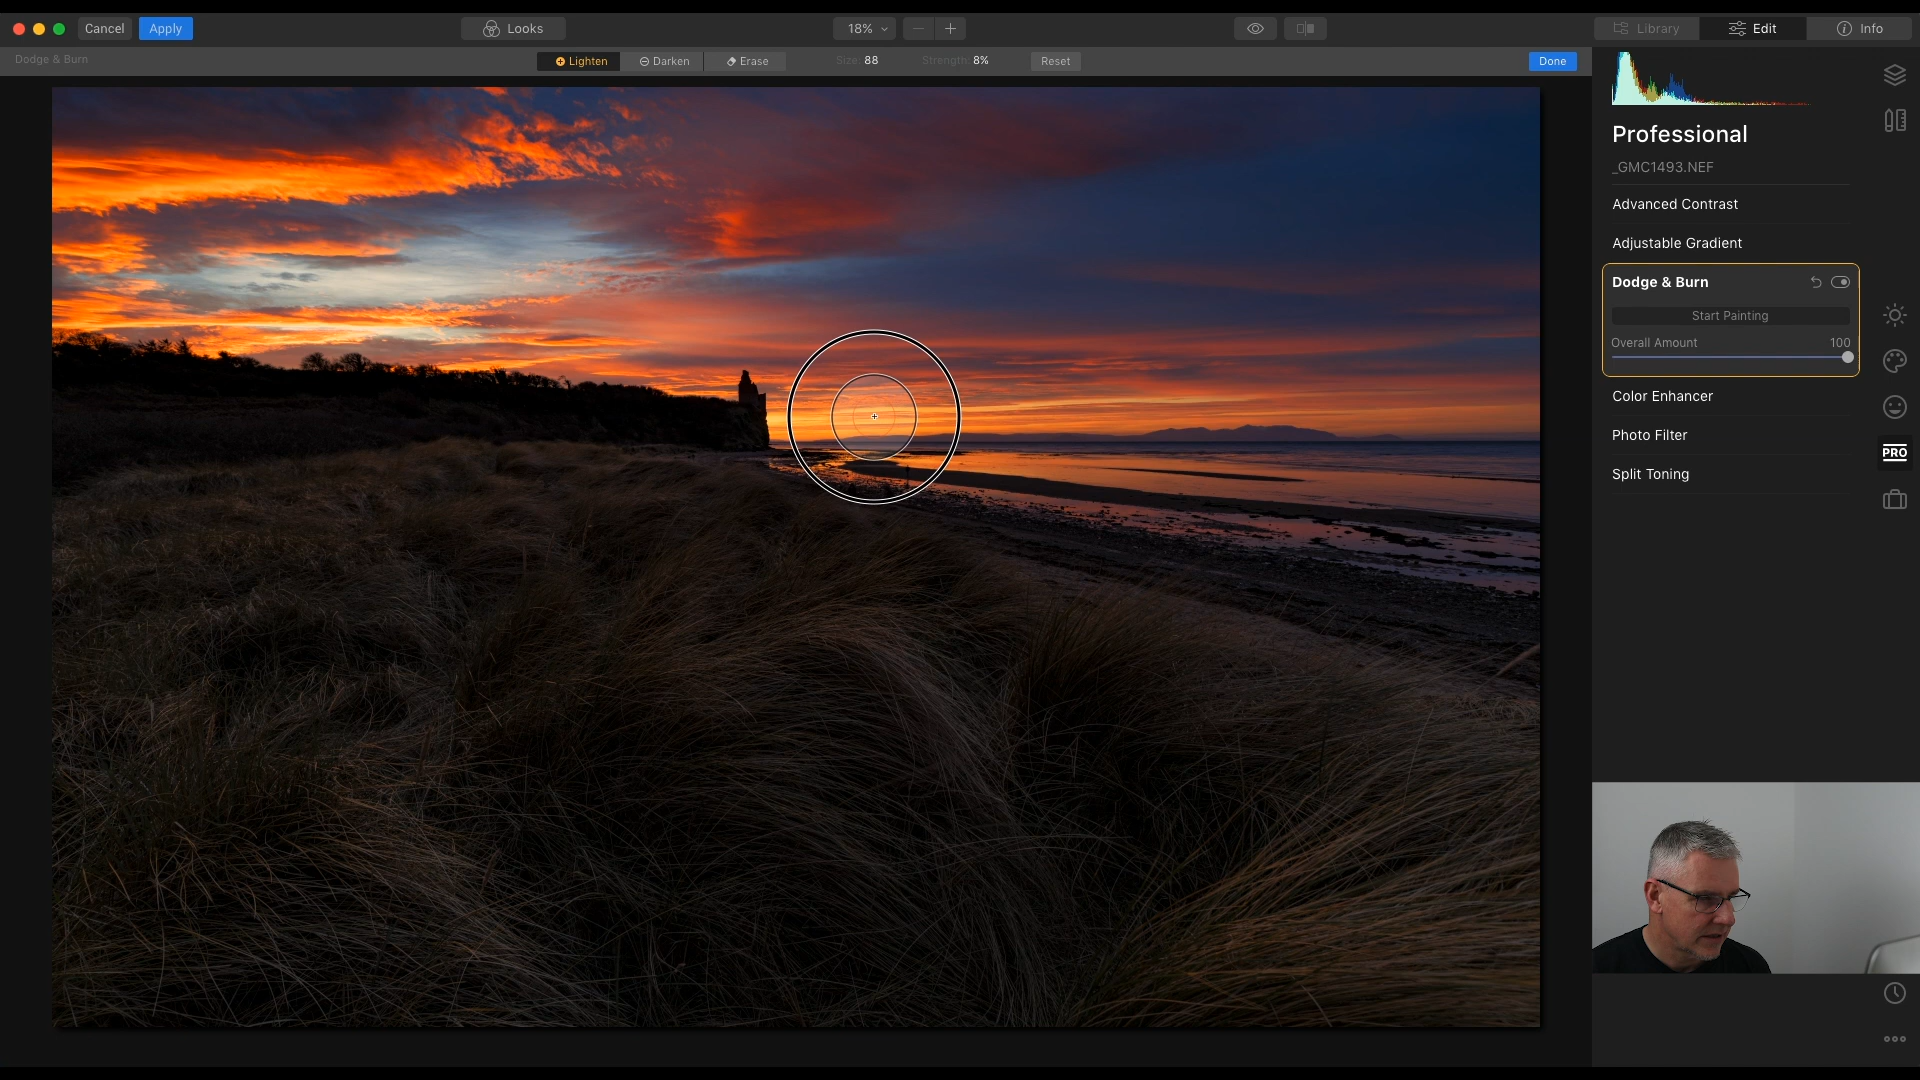 Cancel Apply Looks 18% Library Edit Info
Dodge & Burn Lighten Darken Erase Size: 88 Strength: 8% Reset Done
Professional
_GMC1493.NEF
Advanced Contrast
Adjustable Gradient
Dodge & Burn
Start Painting
Overall Amount 100
Color Enhancer
Photo Filter
PRO
Split Toning